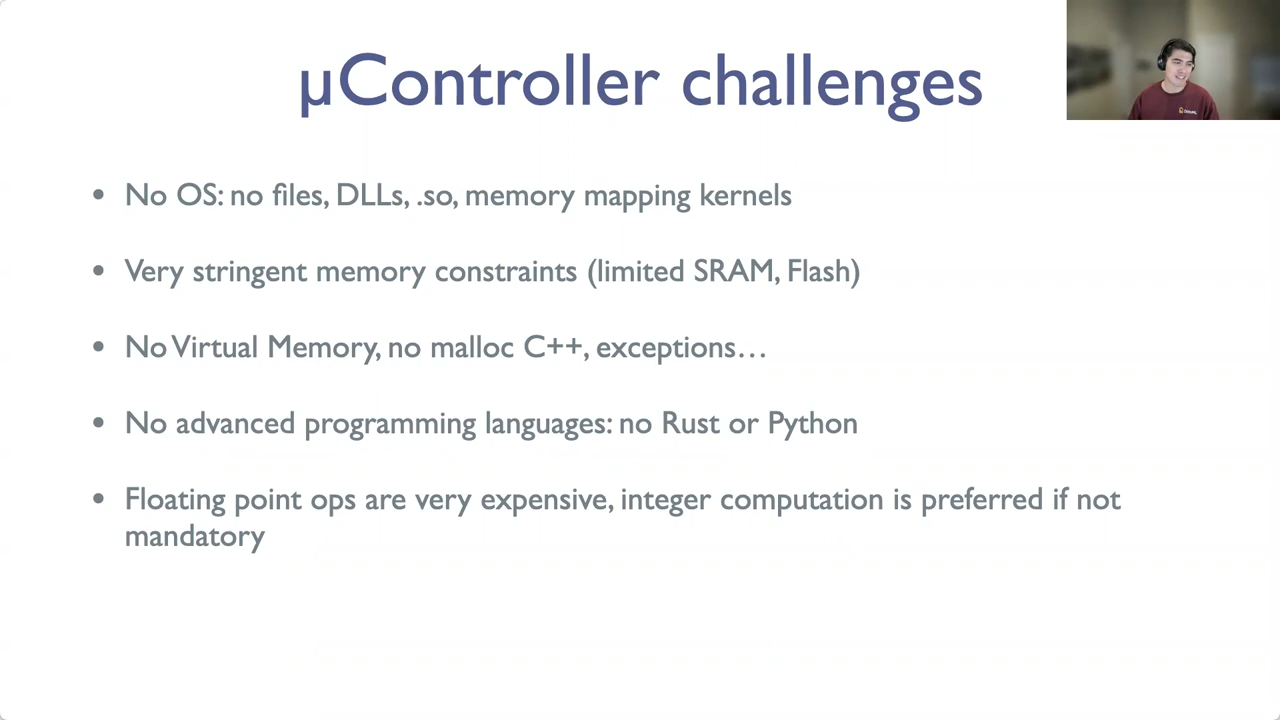 µController challenges
• No OS: no files, DLLs, .so, memory mapping kernels
• Very stringent memory constraints (limited SRAM, Flash)
• No Virtual Memory, no malloc C++, exceptions…
• No advanced programming languages: no Rust or Python
• Floating point ops are very expensive, integer computation is preferred if not
mandatory